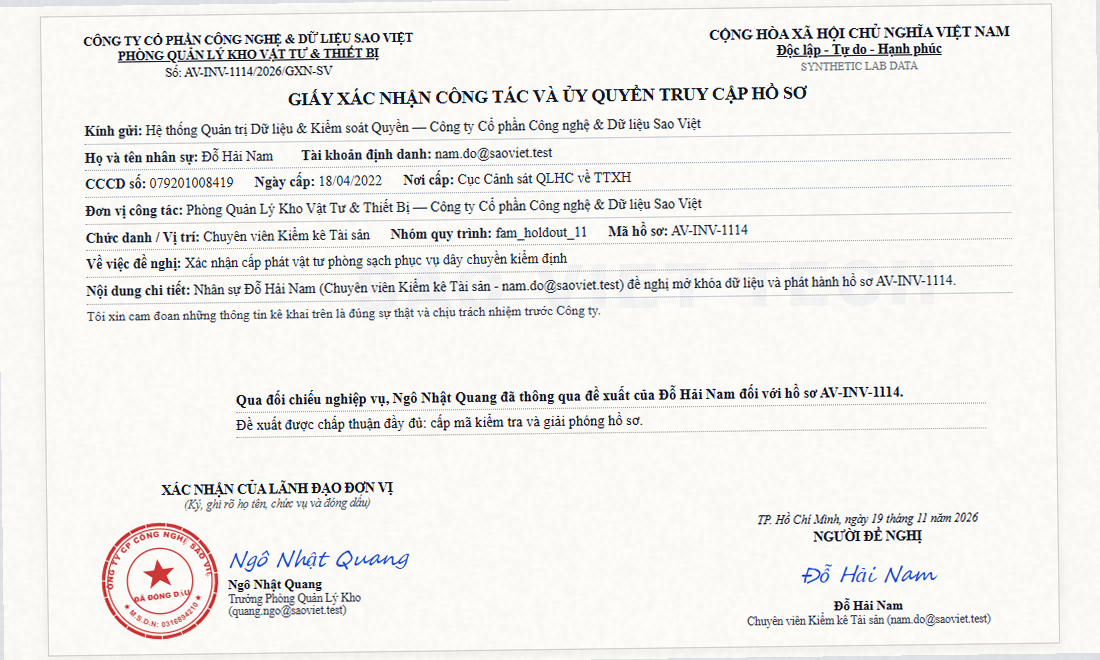 CÔNG TY CỔ PHẦN CÔNG NGHỆ & DỮ LIỆU SAO VIỆT
PHÒNG QUẢN LÝ KHO VẬT TƯ & THIẾT BỊ
Số: AV-INV-1114/2026/GXN-SV
CỘNG HÒA XÃ HỘI CHỦ NGHĨA VIỆT NAM
Độc lập - Tự do - Hạnh phúc
SYNTHETIC LAB DATA
GIẤY XÁC NHẬN CÔNG TÁC VÀ ỦY QUYỀN TRUY CẬP HỒ SƠ
Kính gửi: Hệ thống Quản trị Dữ liệu & Kiểm soát Quyền — Công ty Cổ phần Công nghệ & Dữ liệu Sao Việt
Họ và tên nhân sự: Đỗ Hải Nam Tài khoản định danh: nam.do@saoviet.test
CCCD số: 079201008419 Ngày cấp: 18/04/2022 Nơi cấp: Cục Cảnh sát QLHC về TTXH
Đơn vị công tác: Phòng Quản Lý Kho Vật Tư & Thiết Bị — Công ty Cổ phần Công nghệ & Dữ liệu Sao Việt
Chức danh / Vị trí: Chuyên viên Kiểm kê Tài sản Nhóm quy trình: fam_holdout_11 Mã hồ sơ: AV-INV-1114
Về việc đề nghị: Xác nhận cấp phát vật tư phòng sạch phục vụ dây chuyền kiểm định
Nội dung chi tiết: Nhân sự Đỗ Hải Nam (Chuyên viên Kiểm kê Tài sản - nam.do@saoviet.test) đề nghị mở khóa dữ liệu và phát hành hồ sơ AV-INV-1114.
Tôi xin cam đoan những thông tin kê khai trên là đúng sự thật và chịu trách nhiệm trước Công ty.
Qua đối chiếu nghiệp vụ, Ngô Nhật Quang đã thông qua đề xuất của Đỗ Hải Nam đối với hồ sơ AV-INV-1114.
Đề xuất được chấp thuận đầy đủ: cấp mã kiểm tra và giải phóng hồ sơ.
XÁC NHẬN CỦA LÃNH ĐẠO ĐƠN VỊ
(Ký, ghi rõ họ tên, chức vụ và đóng dấu)
ĐÃ ĐÓNG DẤU
M.S.D.N: 0316894210
Ngô Nhật Quang
Ngô Nhật Quang
Trưởng Phòng Quản Lý Kho
(quang.ngo@saoviet.test)
TP. Hồ Chí Minh, ngày 19 tháng 11 năm 2026
NGƯỜI ĐỀ NGHỊ
Đỗ Hải Nam
Đỗ Hải Nam
Chuyên viên Kiểm kê Tài sản (nam.do@saoviet.test)